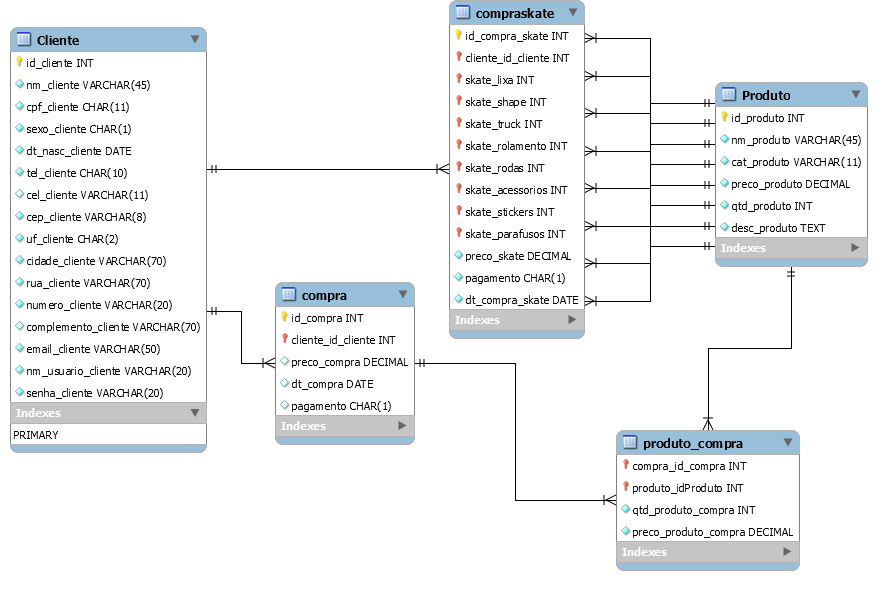 Cliente
id_cliente INT
nm_cliente VARCHAR(45)
cpf_cliente CHAR(11)
sexo_cliente CHAR(1)
dt_nasc_cliente DATE
tel_cliente CHAR(10)
cel_cliente VARCHAR(11)
cep_cliente VARCHAR(8)
uf_cliente CHAR(2)
cidade_cliente VARCHAR(70)
rua_cliente VARCHAR(70)
numero_cliente VARCHAR(20)
complemento_cliente VARCHAR(70)
email_cliente VARCHAR(50)
nm_usuario_cliente VARCHAR(20)
senha_cliente VARCHAR(20)
Indexes
PRIMARY
compra
id_compra INT
cliente_id_cliente INT
preco_compra DECIMAL
dt_compra DATE
pagamento CHAR(1)
Indexes
compraskate
id_compra_skate INT
cliente_id_cliente INT
skate_lixa INT
skate_shape INT
skate_truck INT
skate_rolamento INT
skate_rodas INT
skate_acessorios INT
skate_stickers INT
skate_parafusos INT
preco_skate DECIMAL
pagamento CHAR(1)
dt_compra_skate DATE
Indexes
Produto
id_produto INT
nm_produto VARCHAR(45)
cat_produto VARCHAR(11)
preco_produto DECIMAL
qtd_produto INT
desc_produto TEXT
Indexes
produto_compra
compra_id_compra INT
produto_idProduto INT
qtd_produto_compra INT
preco_produto_compra DECIMAL
Indexes